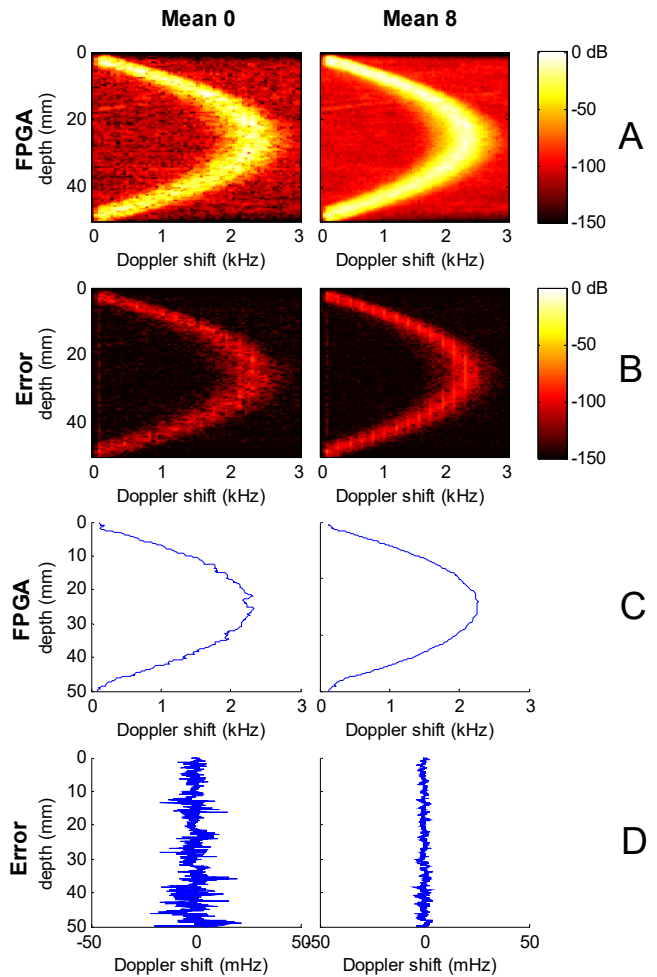 Mean 0 Mean 8
0 0 dB
FPGA
depth (mm)
20
40
-50
-100
-150
A
0 1 2 3 0 1 2 3
Doppler shift (kHz) Doppler shift (kHz)
0 0 dB
Error
depth (mm)
20
40
-50
-100
-150
B
0 1 2 3 0 1 2 3
Doppler shift (kHz) Doppler shift (kHz)
0
10
20
30
40
50
FPGA
depth (mm)
C
0 1 2 3 0 1 2 3
Doppler shift (kHz) Doppler shift (kHz)
0
10
20
30
40
50
Error
depth (mm)
D
-50 0 50 -50 0 50
Doppler shift (mHz) Doppler shift (mHz)